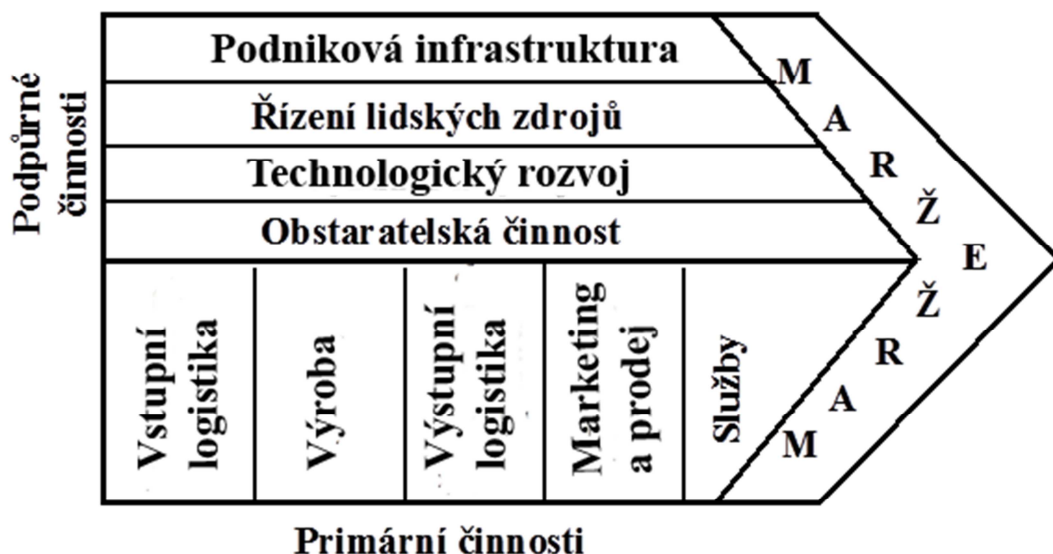 Podpůrné
činnosti
Podniková infrastruktura
Řízení lidských zdrojů
Technologický rozvoj
Obstaratelská činnost
Vstupní
logistika
Výroba
Výstupní
logistika
Marketing
a prodej
Služby
M A R Ž E
M A R Ž
Primární činnosti